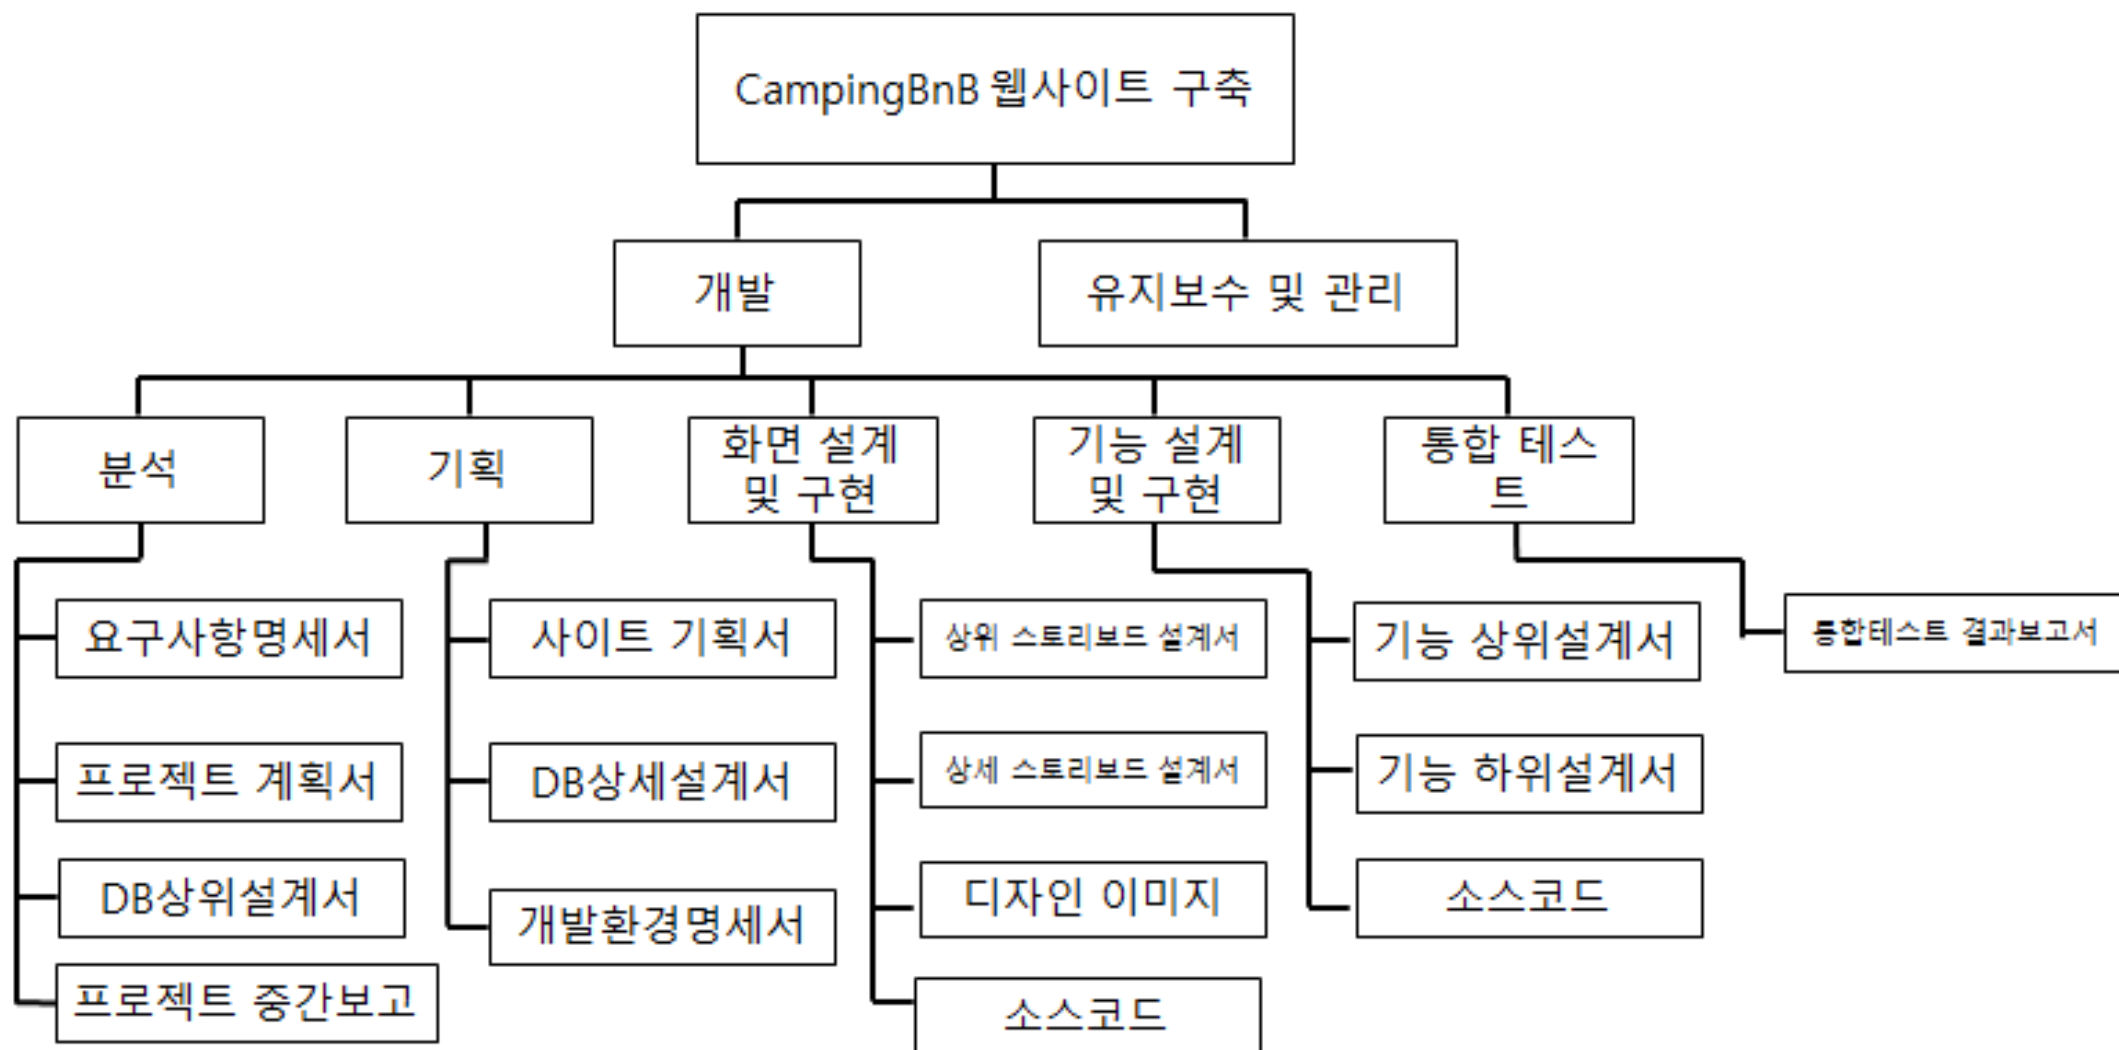 CampingBnB 웹사이트 구축
개발
유지보수 및 관리
분석
기획
화면 설계
및 구현
기능 설계
및 구현
통합 테스
트
요구사항명세서
프로젝트 계획서
DB상위설계서
프로젝트 중간보고
사이트 기획서
DB상세설계서
개발환경명세서
상위 스토리보드 설계서
상세 스토리보드 설계서
디자인 이미지
소스코드
기능 상위설계서
기능 하위설계서
소스코드
통합테스트 결과보고서